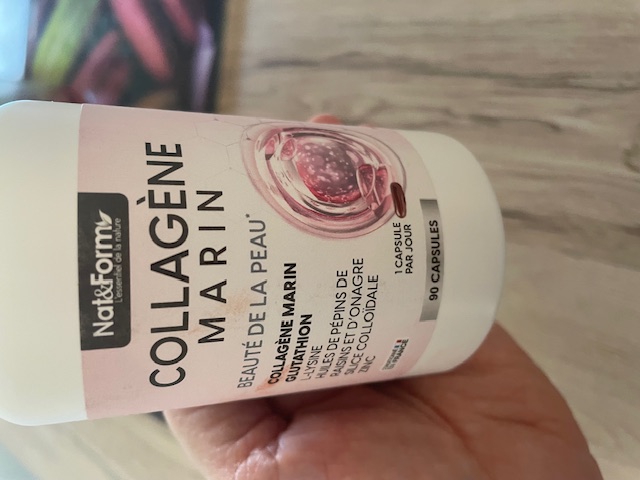 Nat&Form
L'essentiel de la nature
COLLAGÈNE
MARIN
BEAUTÉ DE LA PEAU*
COLLAGÈNE MARIN
GLUTATHION
L-LYSINE
HUILES DE PÉPINS DE
RAISINS ET D'ONAGRE
SILICE COLLOÏDALE
ZINC
1 CAPSULE
PAR JOUR
90 CAPSULES
FRANCE